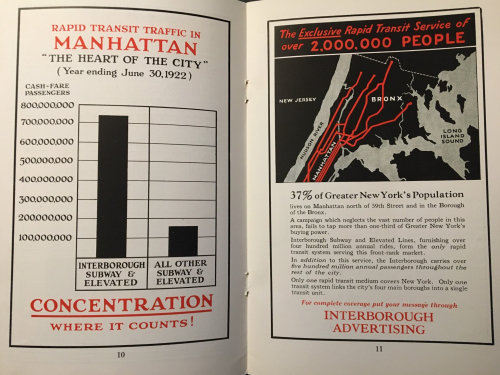 RAPID TRANSIT TRAFFIC IN
MANHATTAN
"THE HEART OF THE CITY"
(Year ending June 30, 1922)
CASH-FARE
PASSENGERS
800,000,000
700,000,000
600,000,000
500,000,000
400,000,000
300,000,000
200,000,000
100,000,000
INTERBOROUGH
SUBWAY &
ELEVATED
ALL OTHER
SUBWAY &
ELEVATED
CONCENTRATION
WHERE IT COUNTS!
10
The Exclusive Rapid Transit Service of
over 2,000,000 PEOPLE
NEW JERSEY
HUDSON RIVER
MANHATTAN
BRONX
LONG
ISLAND
SOUND
37% of Greater New York's Population
lives on Manhattan north of 59th Street and in the Borough
of the Bronx.
A campaign which neglects the vast number of people in this
area, fails to tap more than one-third of Greater New York's
buying power.
Interborough Subway and Elevated Lines, furnishing over
four hundred million annual rides, form the only rapid
transit system serving this front-rank market.
In addition to this service, the Interborough carries over
five hundred million annual passengers throughout the
rest of the city.
Only one rapid transit medium covers New York. Only one
transit system links the city's four main boroughs into a single
transit unit.
For complete coverage put your message through
INTERBOROUGH
ADVERTISING
11